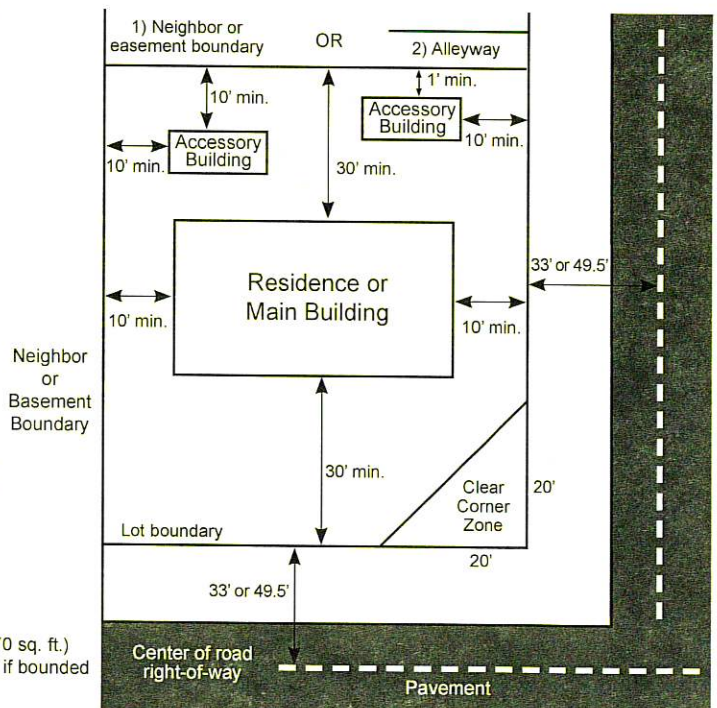 1) Neighbor or
easement boundary
OR
2) Alleyway
10' min.
1' min.
Accessory
Building
10' min.
Accessory
Building
10' min.
30' min.
Residence or
Main Building
10' min.
10' min.
33' or 49.5'
Neighbor
or
Basement
Boundary
30' min.
Clear
Corner
Zone
20'
Lot boundary
20'
33' or 49.5'
0 sq. ft.)
if bounded
Center of road
right-of-way
Pavement